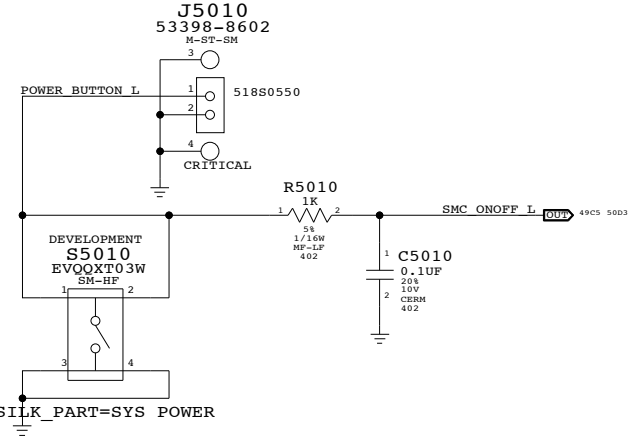 J5010
53398-8602
M-ST-SM
3
POWER_BUTTON_L
1
518S0550
2
4
CRITICAL
R5010
1K
1
2
5%
1/16W
MF-LF
402
SMC_ONOFF_L
OUT
49C5 50D3
DEVELOPMENT
S5010
EVQQXT03W
SM-HF
1
2
3
4
1
C5010
0.1UF
20%
10V
2
CERM
402
SILK_PART=SYS POWER